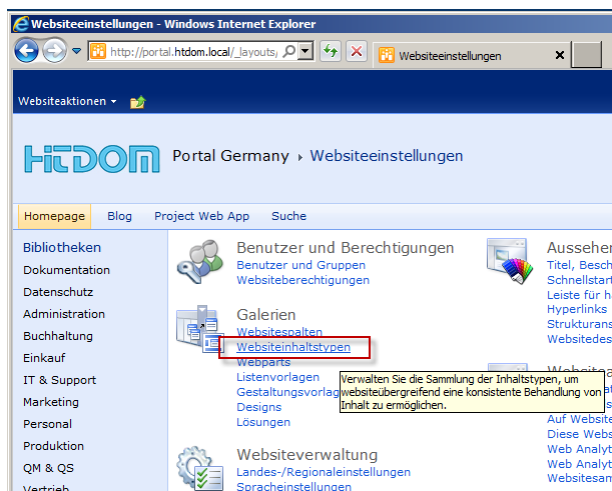 Websiteeinstellungen - Windows Internet Explorer
http://portal.htdom.local/_layouts/
Websiteeinstellungen
Websiteaktionen
HTDOM
Portal Germany › Websiteeinstellungen
Homepage Blog Project Web App Suche
Bibliotheken
Dokumentation
Datenschutz
Administration
Buchhaltung
Einkauf
IT & Support
Marketing
Personal
Produktion
QM & QS
Vertrieb
Benutzer und Berechtigungen
Benutzer und Gruppen
Websiteberechtigungen
Galerien
Websitespalten
Websiteinhaltstypen
Webparts
Listenvorlagen
Gestaltungsvorlag
Designs
Lösungen
Verwalten Sie die Sammlung der Inhaltstypen, um
websiteübergreifend eine konsistente Behandlung von
Inhalt zu ermöglichen.
Websiteverwaltung
Landes-/Regionaleinstellungen
Spracheinstellungen
Aussehen
Titel, Besch
Schnellstart
Leiste für h
Hyperlinks
Strukturans
Websitedes
Websitea
Auf Website
Diese Webs
Web Analyt
Web Analyt
Websitesam